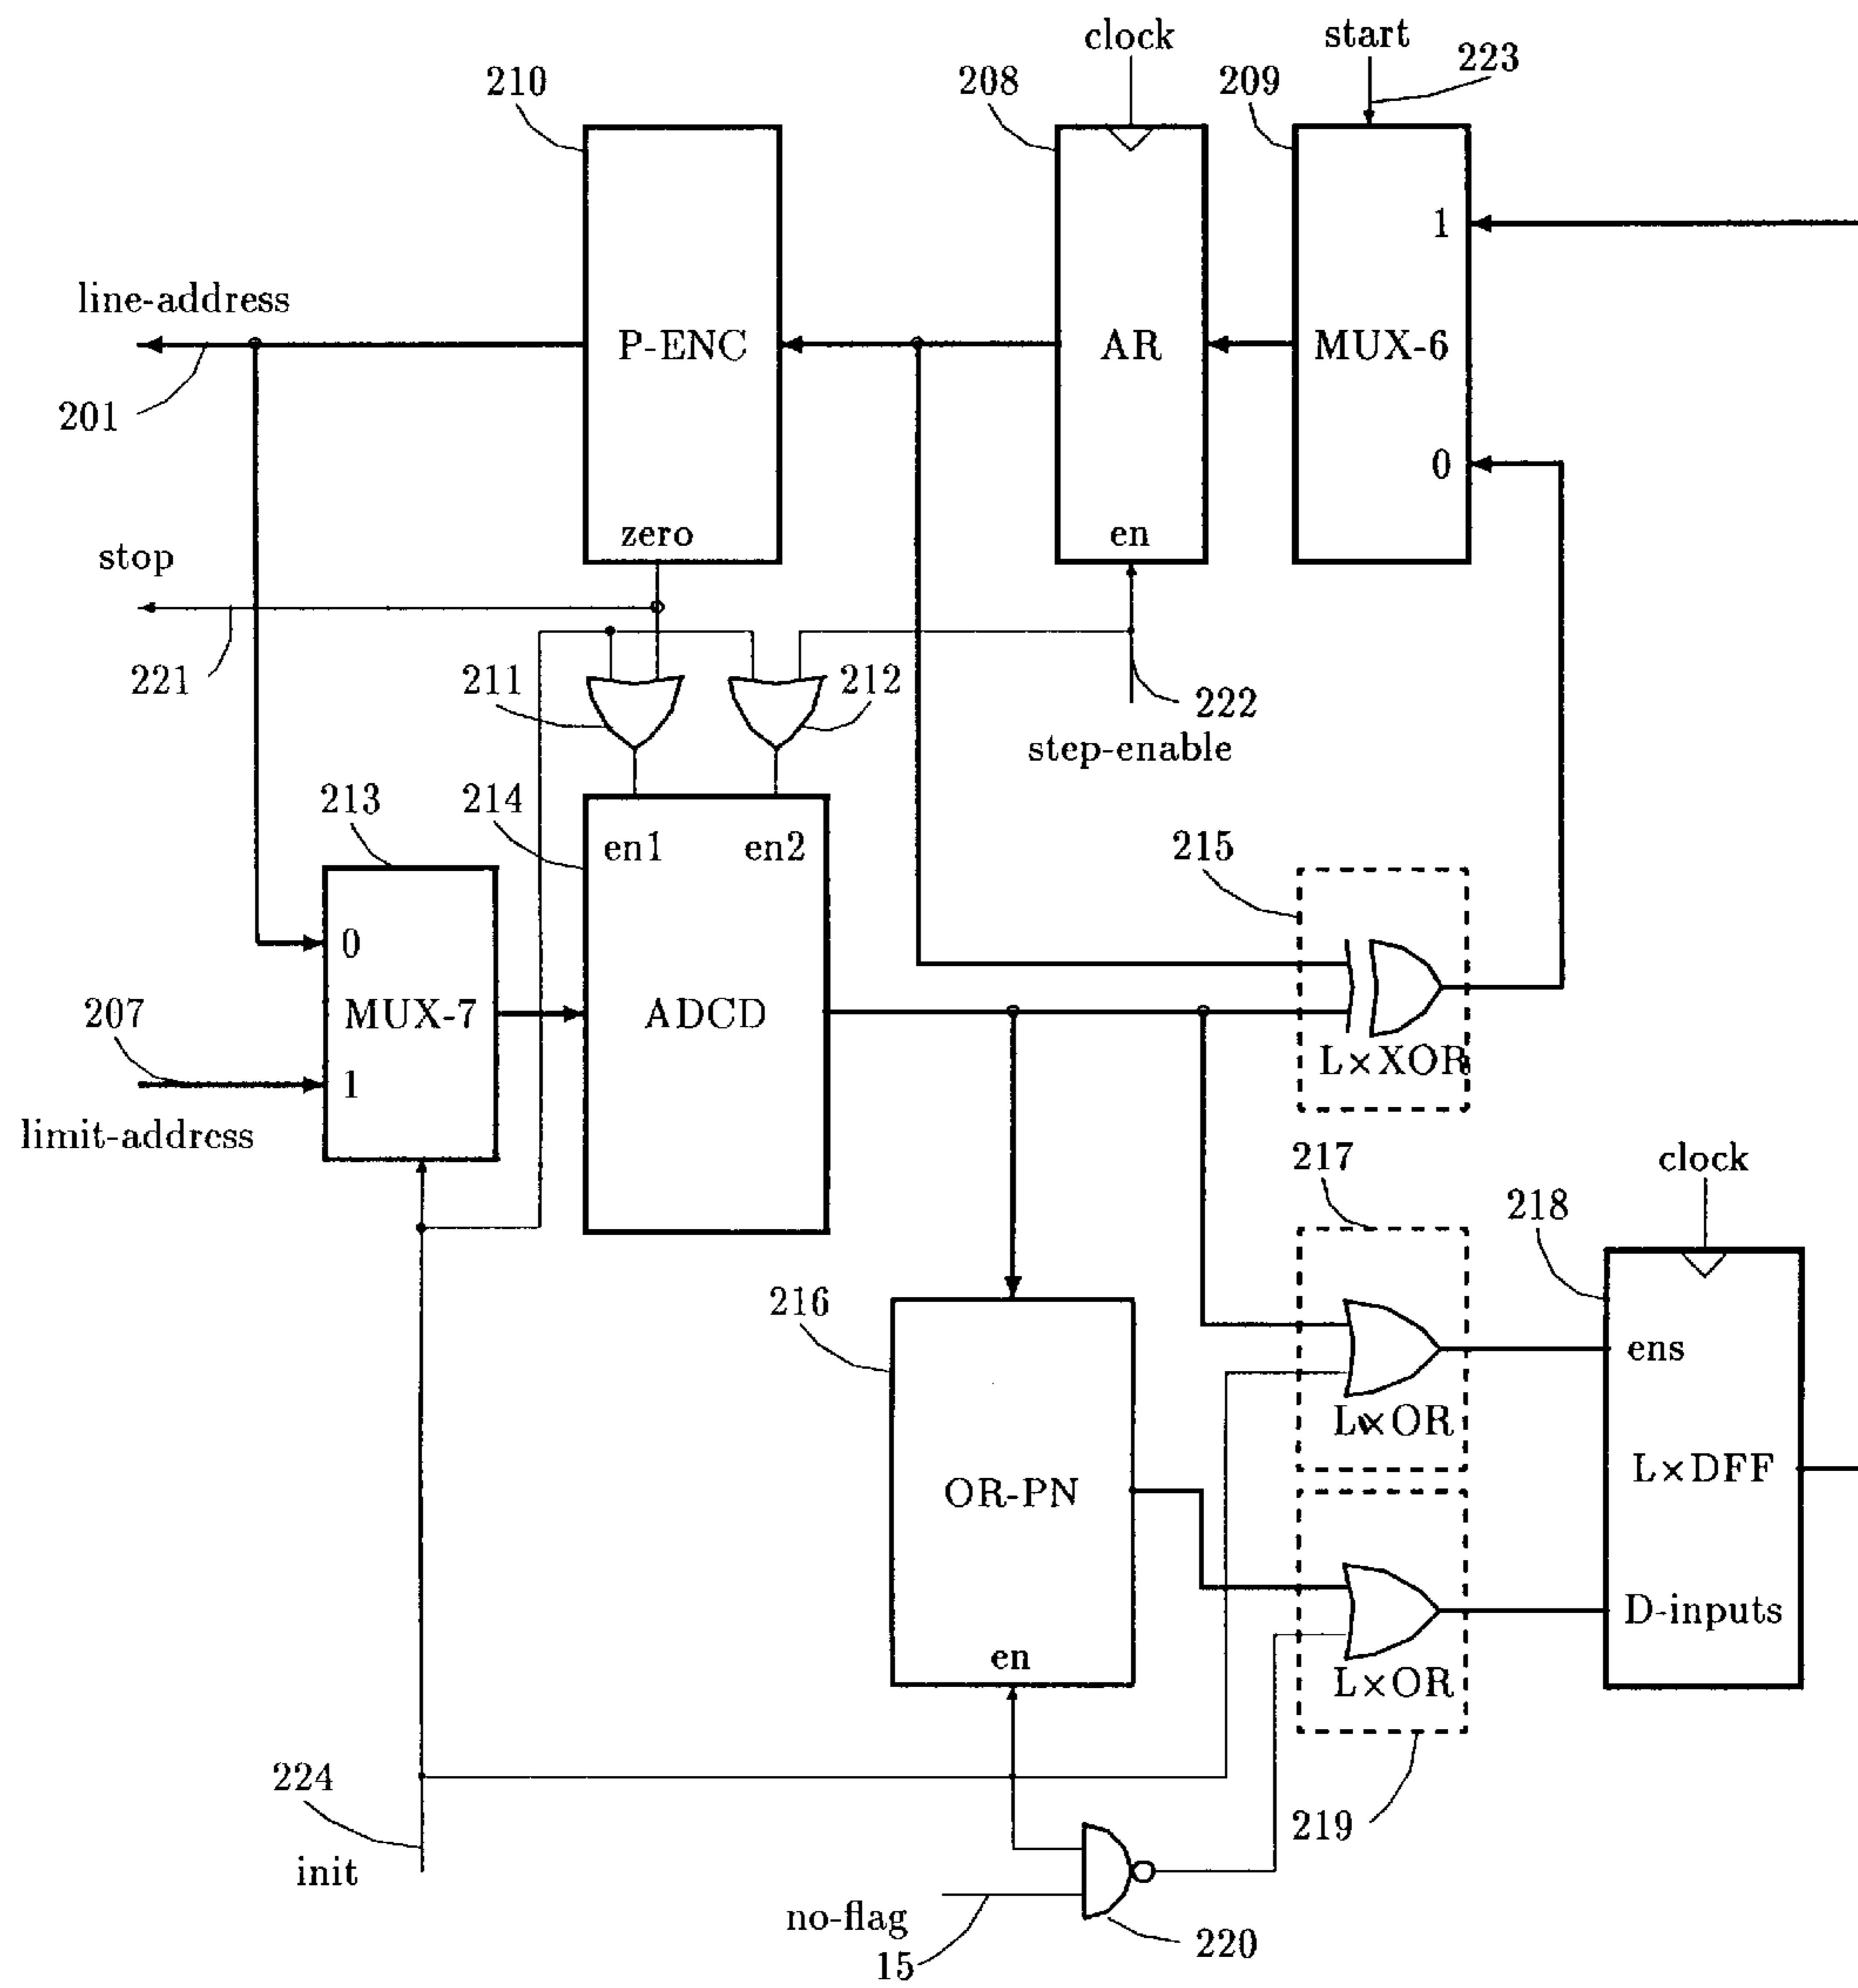 clock
start
223
210
208
209
1
line-address
P-ENC
AR
MUX-6
201
0
zero
en
stop
221
211
212
222
step-enable
213
214
en1
en2
215
0
207
MUX-7
ADCD
1
L×XOR
limit-address
217
clock
218
216
ens
L×OR
L×DFF
OR-PN
D-inputs
en
L×OR
224
219
init
no-flag
220
15